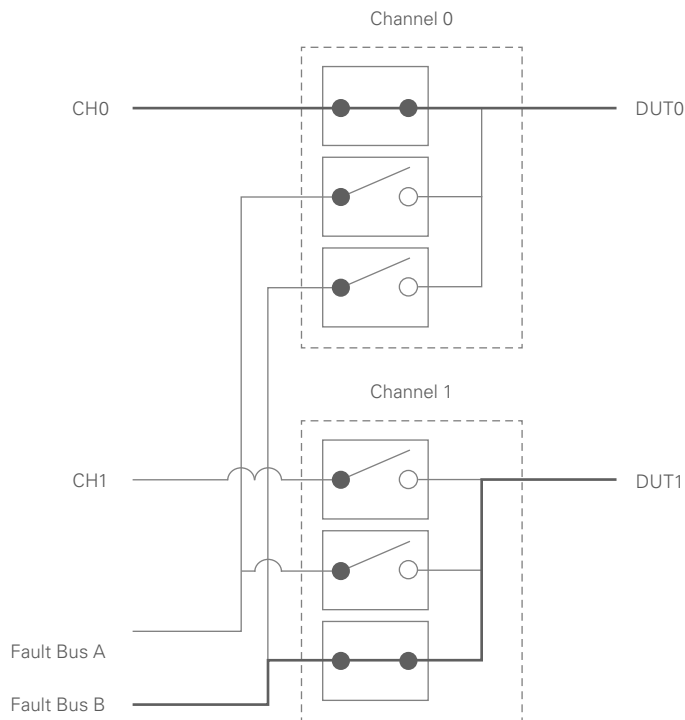 Channel 0
CH0
DUT0
Channel 1
CH1
DUT1
Fault Bus A
Fault Bus B